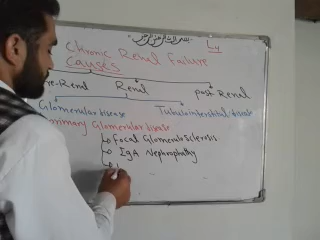 Chronic Renal Failure
Causes
Pre-Renal Renal post Renal
Glomerular disease Tubulointerstitial disease
Primary Glomerular disease
Focal Glomerulosclerosis
IgA Nephropathy